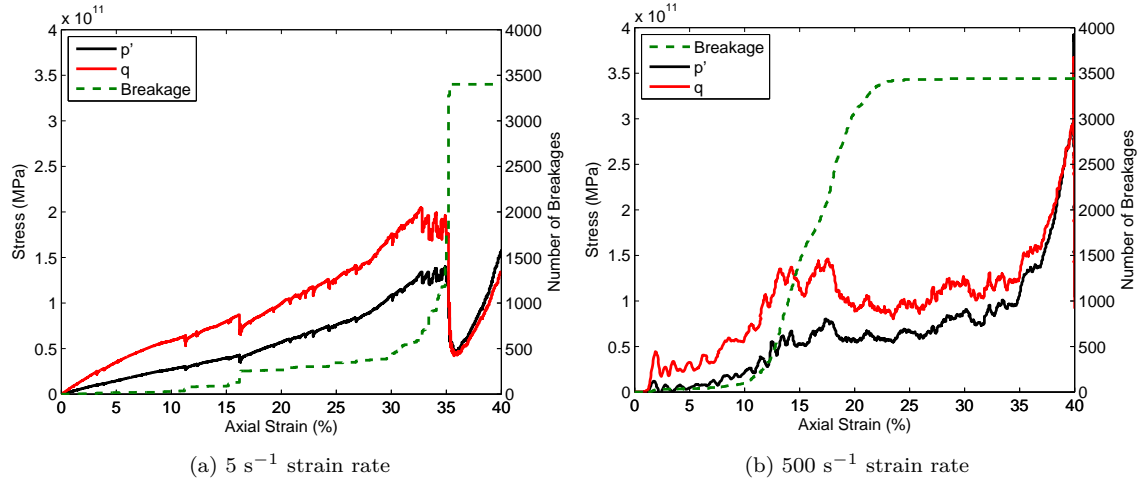 x 10^11
4
3.5
3
2.5
2
1.5
1
0.5
0
Stress (MPa)
p'
q
Breakage
4000
3500
3000
2500
2000
1500
1000
500
0
Number of Breakages
0 5 10 15 20 25 30 35 40
Axial Strain (%)
(a) 5 s^−1 strain rate
x 10^11
4
3.5
3
2.5
2
1.5
1
0.5
0
Stress (MPa)
Breakage
p'
q
4000
3500
3000
2500
2000
1500
1000
500
0
Number of Breakages
0 5 10 15 20 25 30 35 40
Axial Strain (%)
(b) 500 s^−1 strain rate